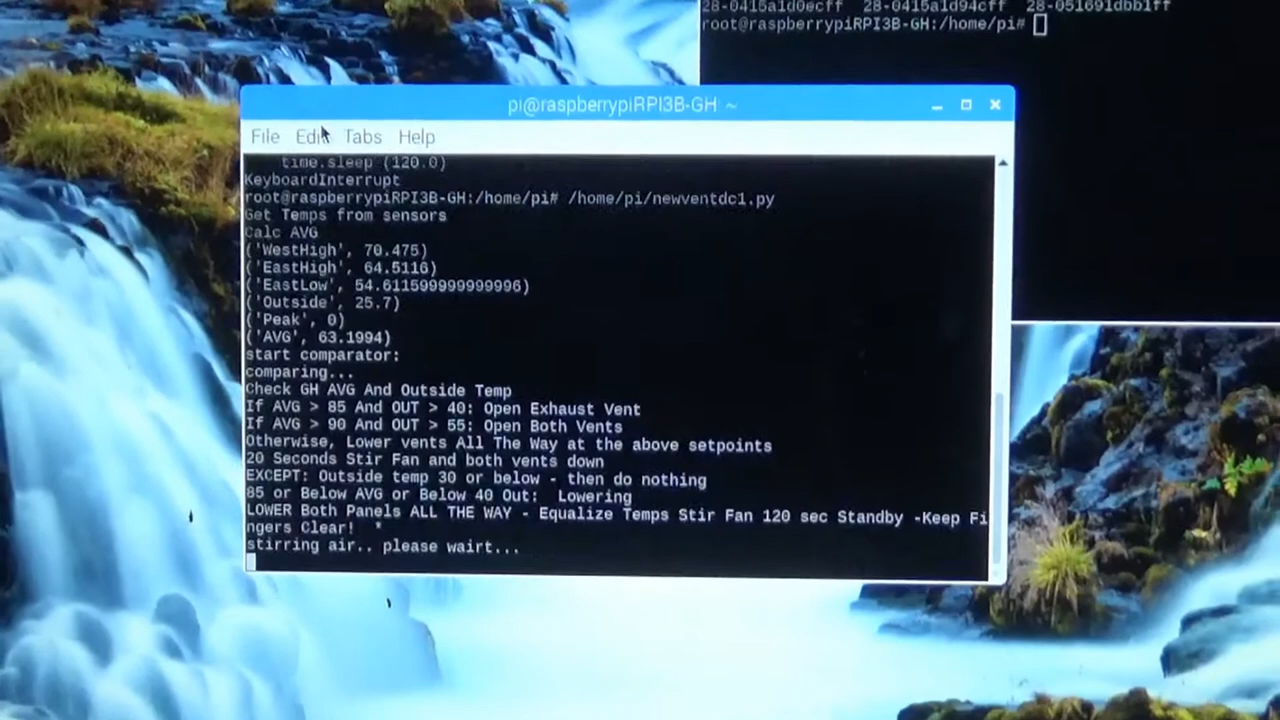 28-0415a1d0ecff 28-0415a1d94cff 28-051691dbb1ff
root@raspberrypiRPI3B-GH:/home/pi#
pi@raspberrypiRPI3B-GH ~
File Edit Tabs Help
time.sleep (120.0)
KeyboardInterrupt
root@raspberrypiRPI3B-GH:/home/pi# /home/pi/newventdc1.py
Get Temps from sensors
Calc AVG
('WestHigh', 70.475)
('EastHigh', 64.5116)
('EastLow', 54.611599999999996)
('Outside', 25.7)
('Peak', 0)
('AVG', 63.1994)
start comparator:
comparing...
Check GH AVG And Outside Temp
If AVG > 85 And OUT > 40: Open Exhaust Vent
If AVG > 90 And OUT > 55: Open Both Vents
Otherwise, Lower vents All The Way at the above setpoints
20 Seconds Stir Fan and both vents down
EXCEPT: Outside temp 30 or below - then do nothing
85 or Below AVG or Below 40 Out:  Lowering
LOWER Both Panels ALL THE WAY - Equalize Temps Stir Fan 120 sec Standby -Keep Fi
ngers Clear!  *
stirring air.. please wairt...